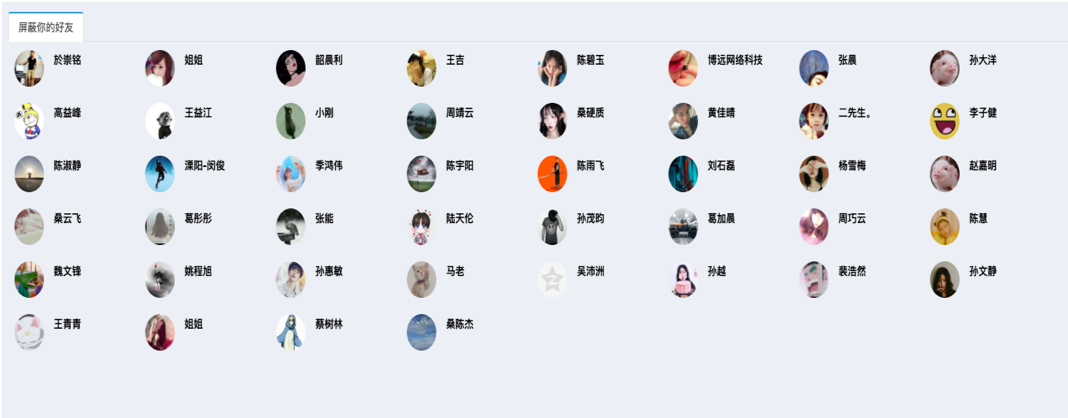 屏蔽你的好友
於崇铭 姐姐 韶晨利 王吉 陈碧玉 博远网络科技 张晨 孙大洋
高益峰 王益江 小刚 周靖云 桑硬质 黄佳晴 二先生。 李子健
陈淑静 溧阳-闵俊 季鸿伟 陈宇阳 陈雨飞 刘石磊 杨雪梅 赵嘉明
桑云飞 葛彤彤 张能 陆天伦 孙茂昀 葛加晨 周巧云 陈慧
魏文锋 姚程旭 孙惠敏 马老 吴沛洲 孙越 裴浩然 孙文静
王青青 姐姐 蔡树林 桑陈杰